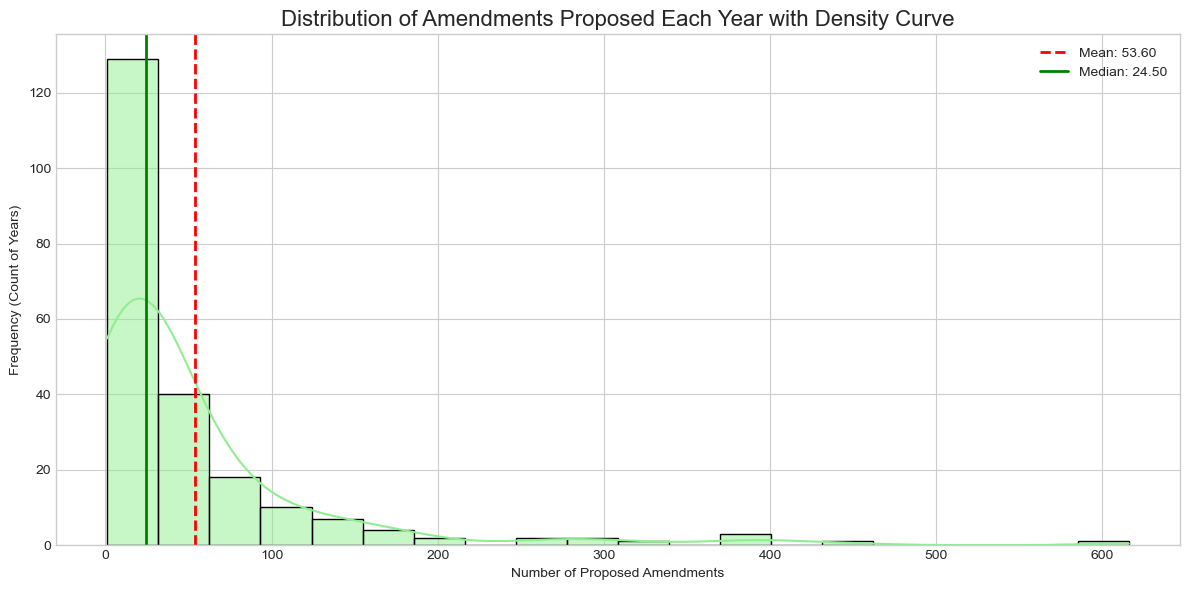 Distribution of Amendments Proposed Each Year with Density Curve
Mean: 53.60
Median: 24.50
Frequency (Count of Years)
120
100
80
60
40
20
0
0 100 200 300 400 500 600
Number of Proposed Amendments